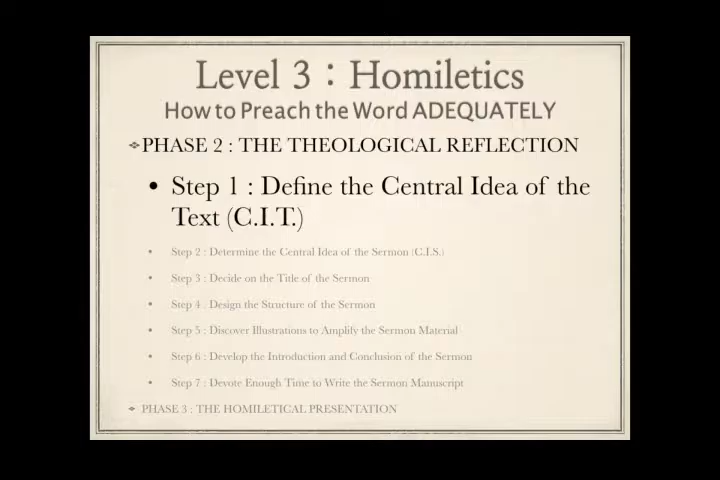 Level 3 : Homiletics
How to Preach the Word ADEQUATELY
PHASE 2 : THE THEOLOGICAL REFLECTION
• Step 1 : Define the Central Idea of the
Text (C.I.T.)
• Step 2 : Determine the Central Idea of the Sermon (C.I.S.)
• Step 3 : Decide on the Title of the Sermon
• Step 4 : Design the Structure of the Sermon
• Step 5 : Discover Illustrations to Amplify the Sermon Material
• Step 6 : Develop the Introduction and Conclusion of the Sermon
• Step 7 : Devote Enough Time to Write the Sermon Manuscript
PHASE 3 : THE HOMILETICAL PRESENTATION